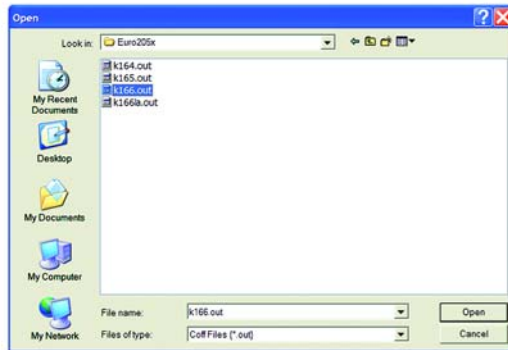 Open
Look in:
Euro205x
k164.out
k165.out
k166.out
k166la.out
My Recent
Documents
Desktop
My Documents
My Computer
My Network
File name:
k166.out
Open
Files of type:
Coff Files (*.out)
Cancel